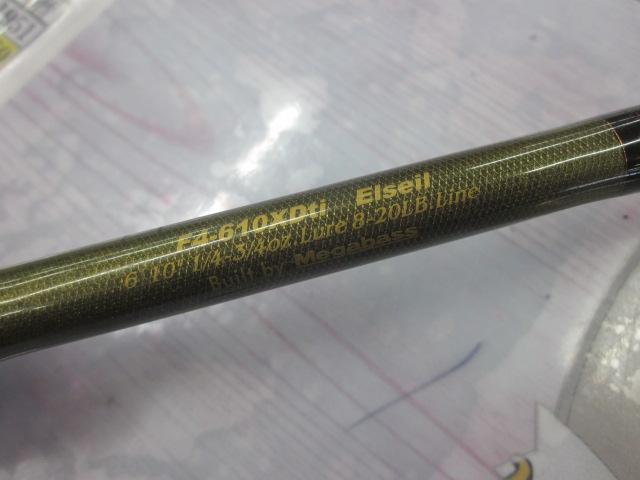 F4-610XDti Elseil
6' 10" 1/4-3/4oz Lure 8-20LB Line
Built by Megabass